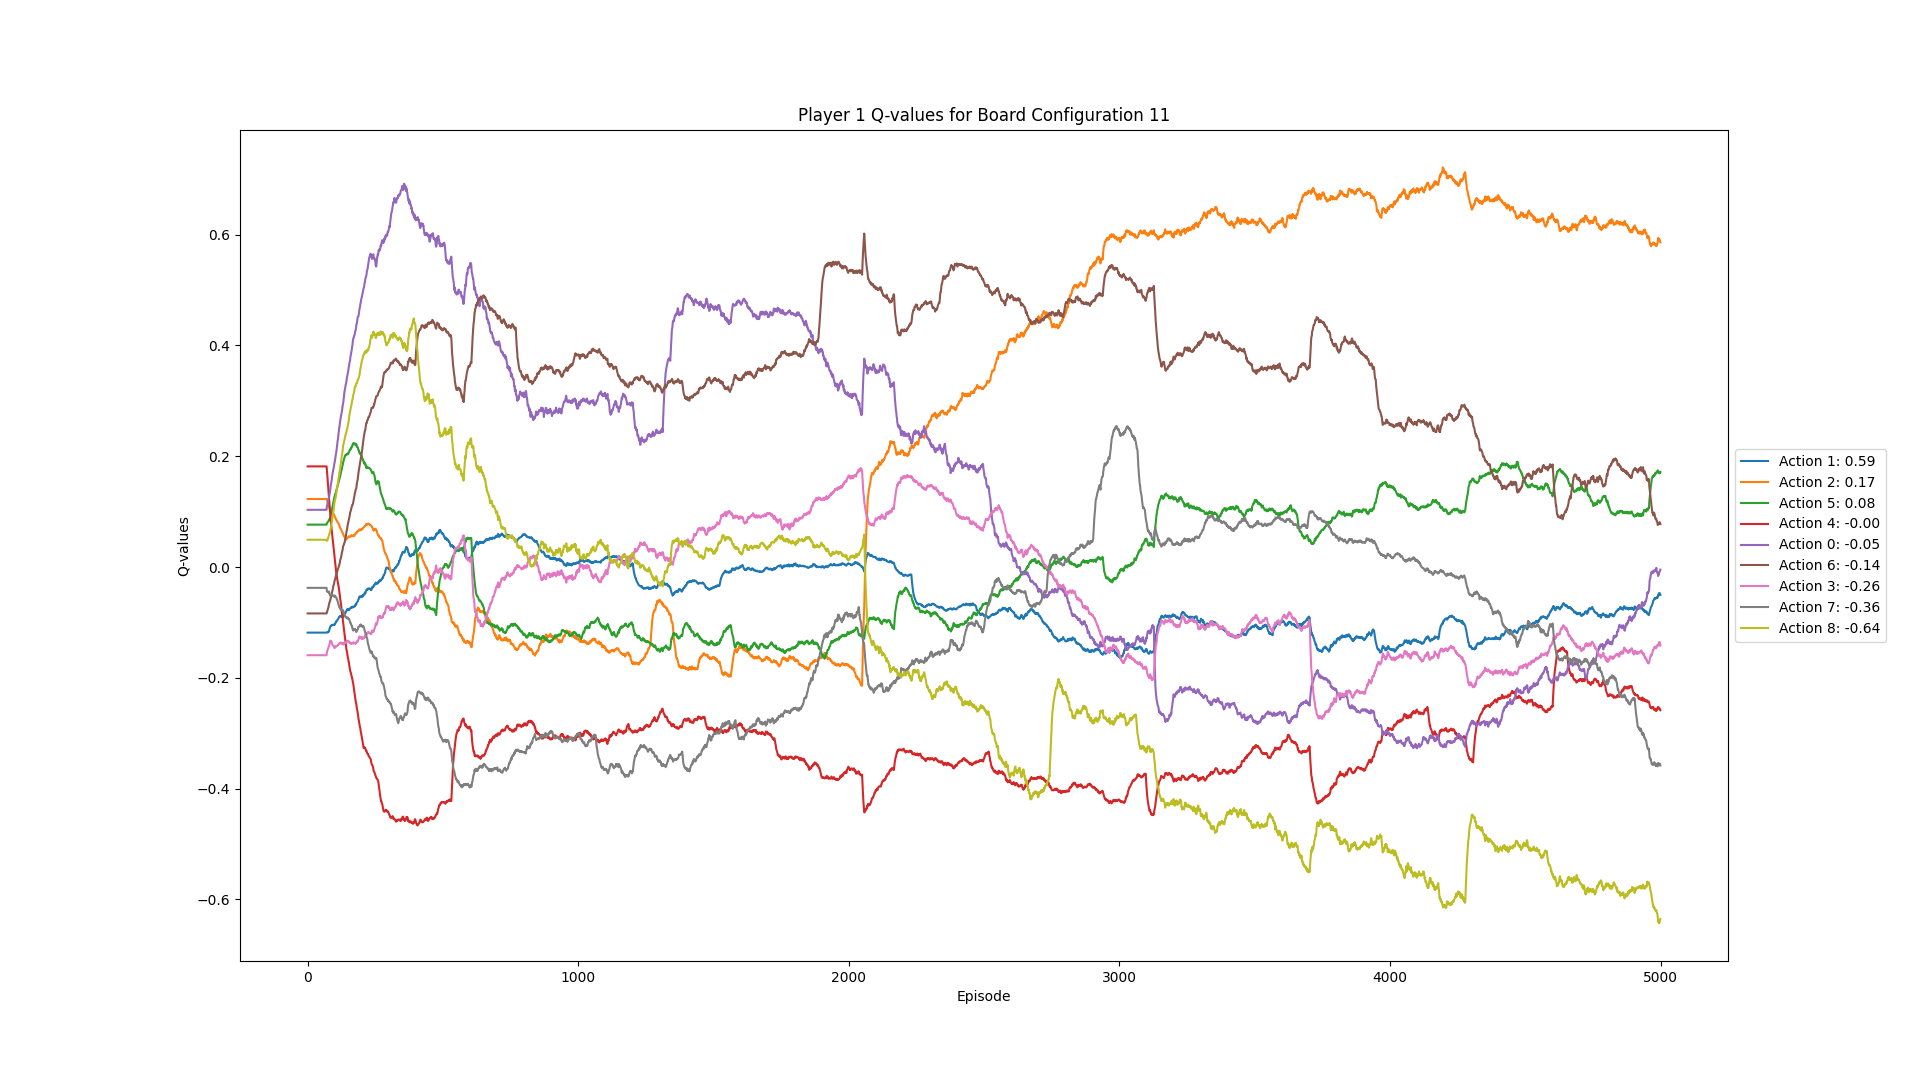 Player 1 Q-values for Board Configuration 11
Q-values
0.6
0.4
0.2
0.0
−0.2
−0.4
−0.6
0
1000
2000
3000
4000
5000
Episode
Action 1: 0.59
Action 2: 0.17
Action 5: 0.08
Action 4: -0.00
Action 0: -0.05
Action 6: -0.14
Action 3: -0.26
Action 7: -0.36
Action 8: -0.64